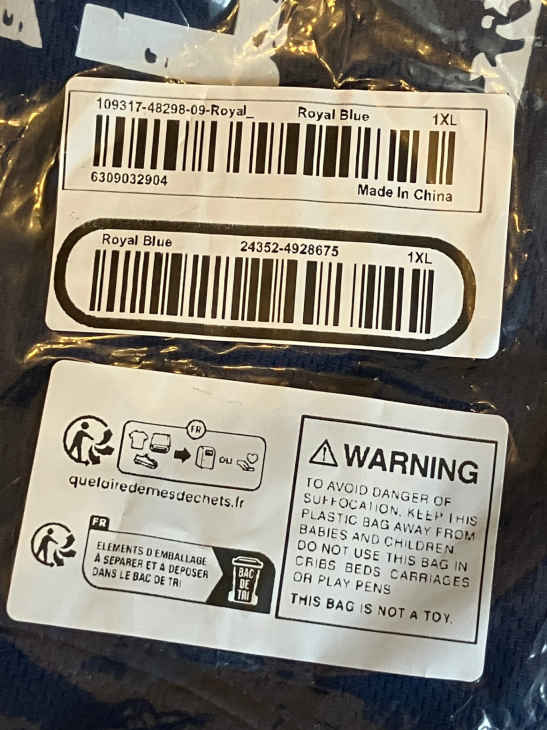 109317-48298-09-Royal_ Royal Blue 1XL
6309032904 Made In China
Royal Blue 24352-4928675 1XL
FR
OU
quefairedemesdechets.fr
FR
ELEMENTS D'EMBALLAGE
À SEPARER ET A DEPOSER
DANS LE BAC DE TRI
BAC
DE
TRI
WARNING
TO AVOID DANGER OF
SUFFOCATION, KEEP THIS
PLASTIC BAG AWAY FROM
BABIES AND CHILDREN
DO NOT USE THIS BAG IN
CRIBS BEDS CARRIAGES
OR PLAY PENS
THIS BAG IS NOT A TOY.